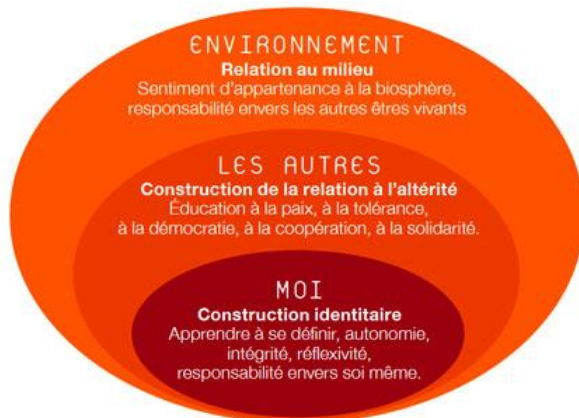 ENVIRONNEMENT
Relation au milieu
Sentiment d'appartenance à la biosphère,
responsabilité envers les autres êtres vivants
LES AUTRES
Construction de la relation à l'altérité
Éducation à la paix, à la tolérance,
à la démocratie, à la coopération, à la solidarité.
MOI
Construction identitaire
Apprendre à se définir, autonomie,
intégrité, réflexivité,
responsabilité envers soi même.